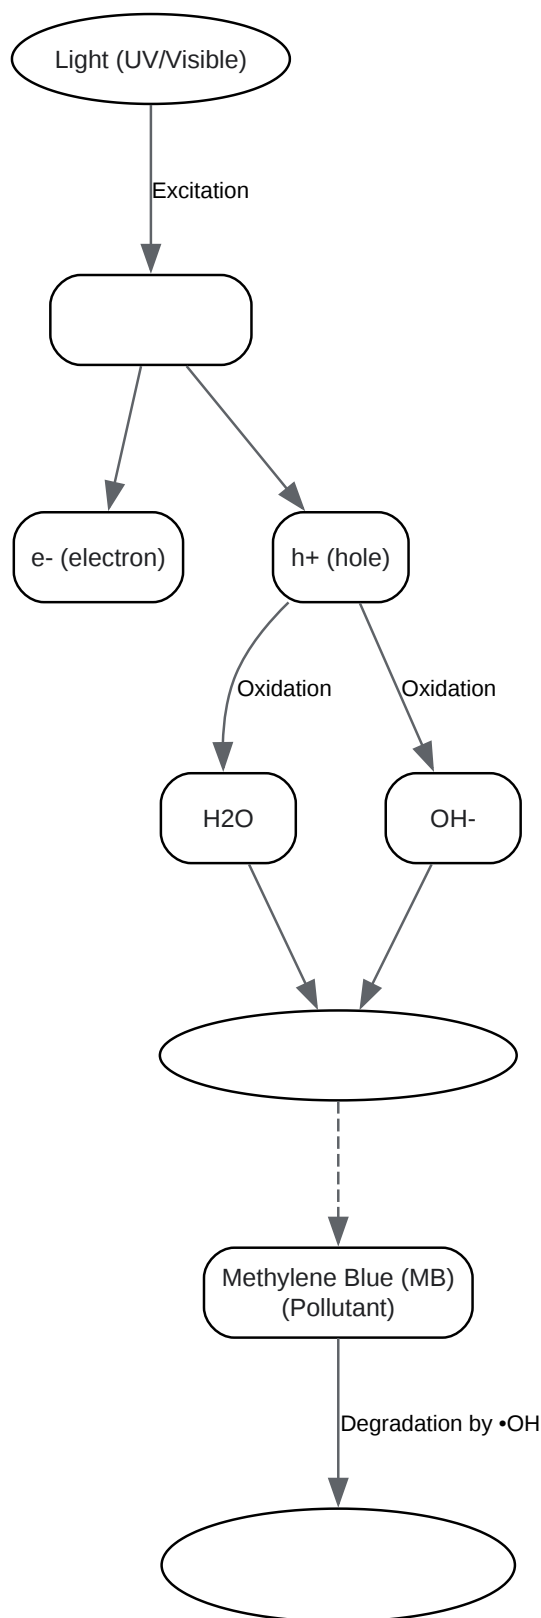 Light (UV/Visible)
Excitation
e- (electron)
h+ (hole)
Oxidation
Oxidation
H2O
OH-
Methylene Blue (MB)
(Pollutant)
Degradation by •OH